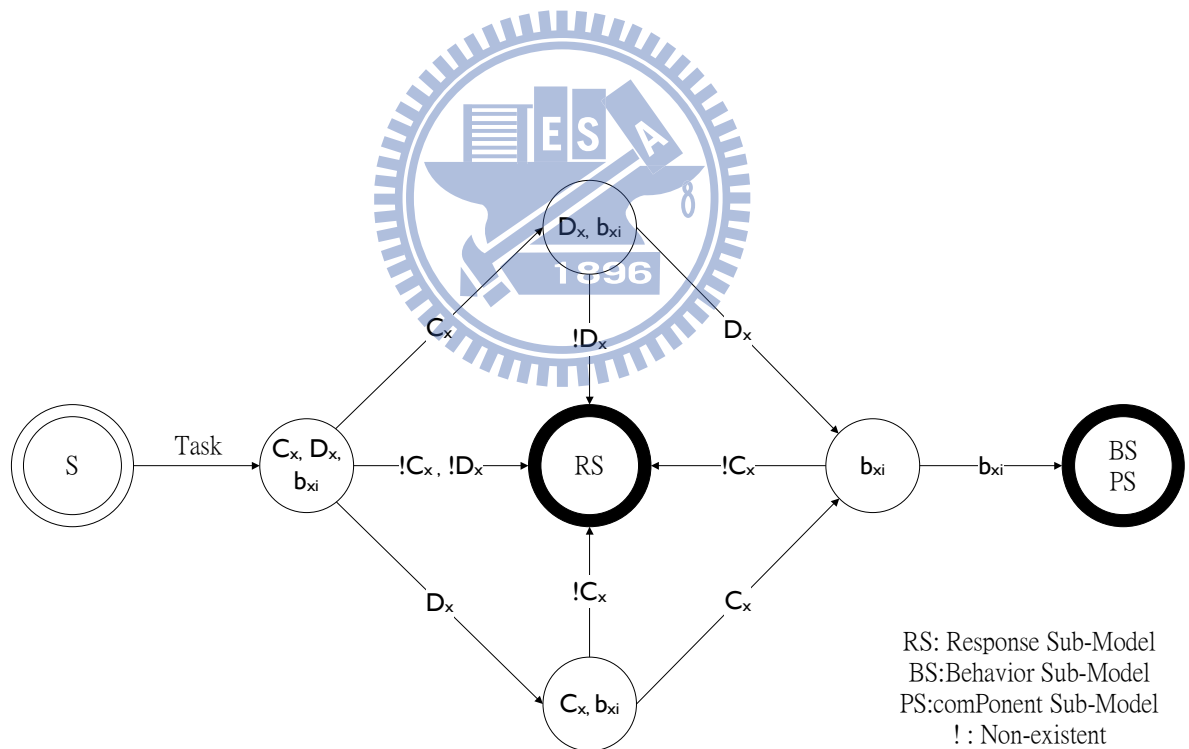 E S A
1896
Dₓ, bₓᵢ
Cₓ
!Dₓ
Dₓ
S
Task
Cₓ, Dₓ,
bₓᵢ
!Cₓ , !Dₓ
RS
!Cₓ
bₓᵢ
bₓᵢ
BS
PS
Dₓ
!Cₓ
Cₓ
Cₓ, bₓᵢ
RS: Response Sub-Model
BS:Behavior Sub-Model
PS:comPonent Sub-Model
! : Non-existent